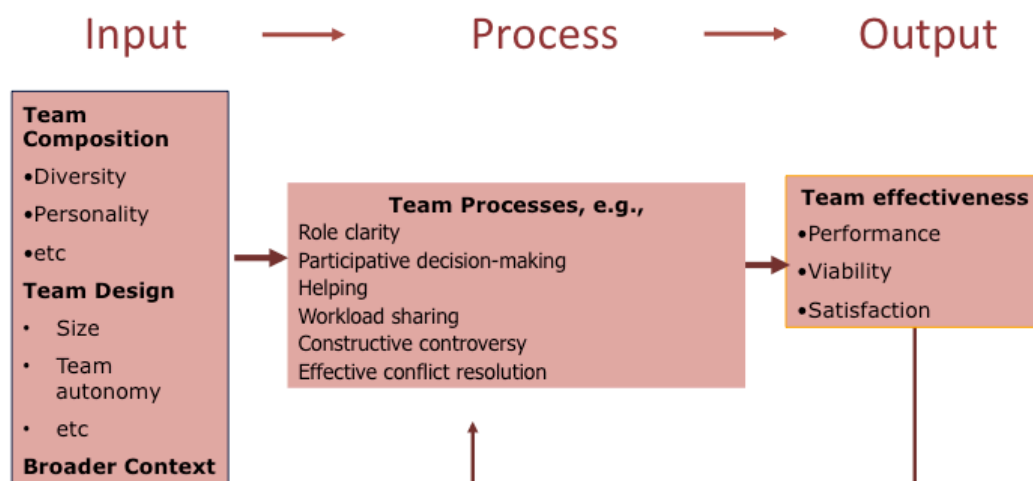 Input
Process
Output
Team
Composition
•Diversity
•Personality
•etc
Team Design
• Size
• Team
autonomy
• etc
Broader Context
Team Processes, e.g.,
Role clarity
Participative decision-making
Helping
Workload sharing
Constructive controversy
Effective conflict resolution
Team effectiveness
•Performance
•Viability
•Satisfaction